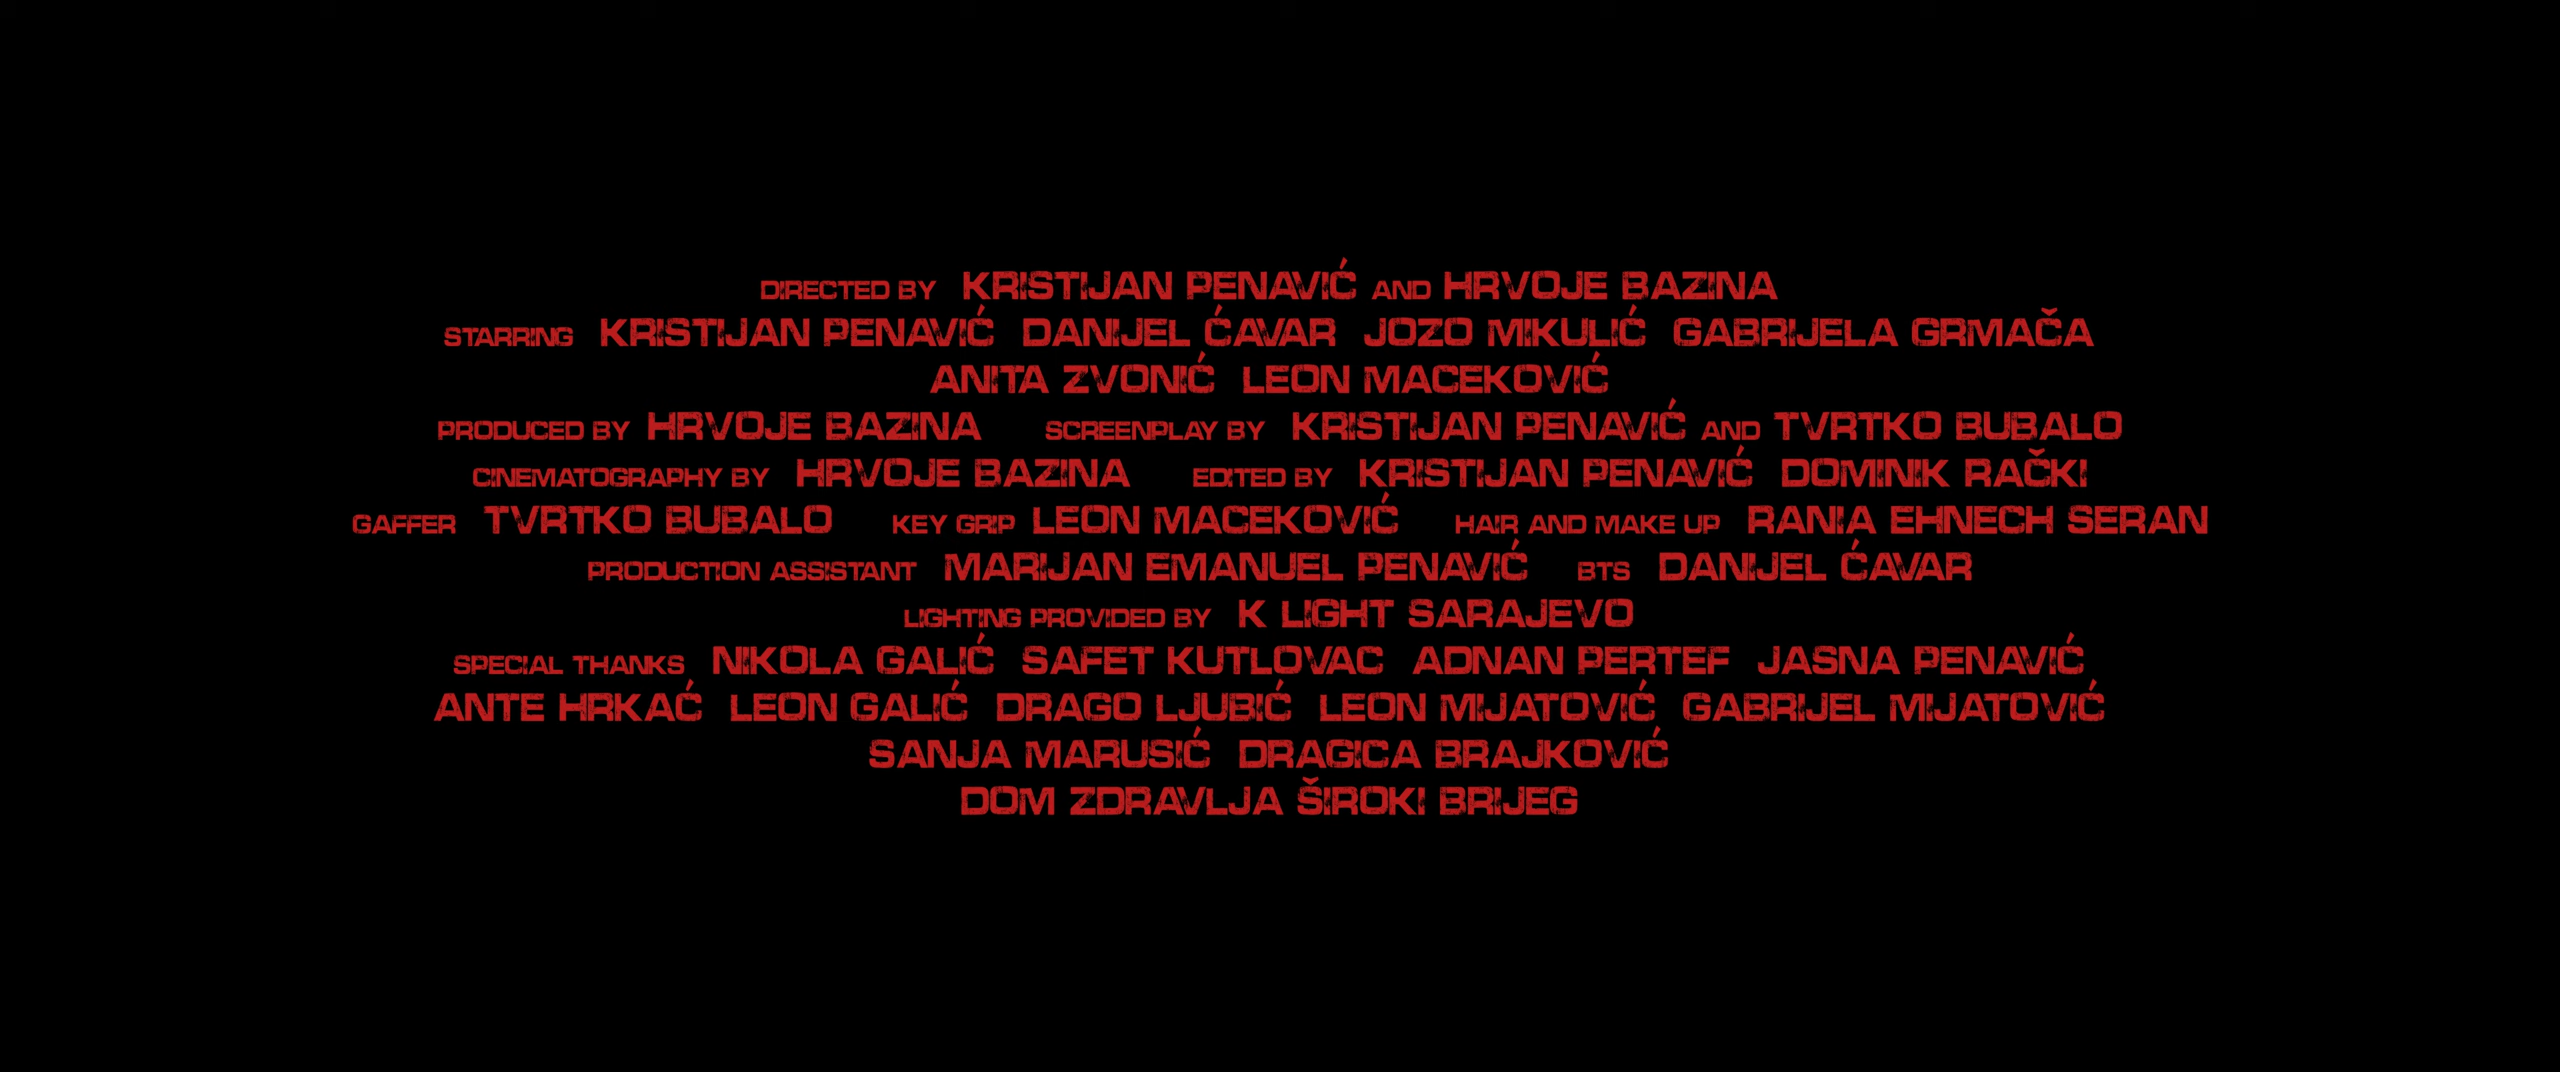 DIRECTED BY KRISTIJAN PENAVIĆ AND HRVOJE BAZINA
STARRING KRISTIJAN PENAVIĆ DANIJEL ĆAVAR JOZO MIKULIĆ GABRIJELA GRMAČA
ANITA ZVONIĆ LEON MACEKOVIĆ
PRODUCED BY HRVOJE BAZINA SCREENPLAY BY KRISTIJAN PENAVIĆ AND TVRTKO BUBALO
CINEMATOGRAPHY BY HRVOJE BAZINA EDITED BY KRISTIJAN PENAVIĆ DOMINIK RAČKI
GAFFER TVRTKO BUBALO KEY GRIP LEON MACEKOVIĆ HAIR AND MAKE UP RANIA EHNECH SERAN
PRODUCTION ASSISTANT MARIJAN EMANUEL PENAVIĆ BTS DANIJEL ĆAVAR
LIGHTING PROVIDED BY K LIGHT SARAJEVO
SPECIAL THANKS NIKOLA GALIĆ SAFET KUTLOVAC ADNAN PERTEF JASNA PENAVIĆ
ANTE HRKAĆ LEON GALIĆ DRAGO LJUBIĆ LEON MIJATOVIĆ GABRIJEL MIJATOVIĆ
SANJA MARUSIĆ DRAGICA BRAJKOVIĆ
DOM ZDRAVLJA ŠIROKI BRIJEG